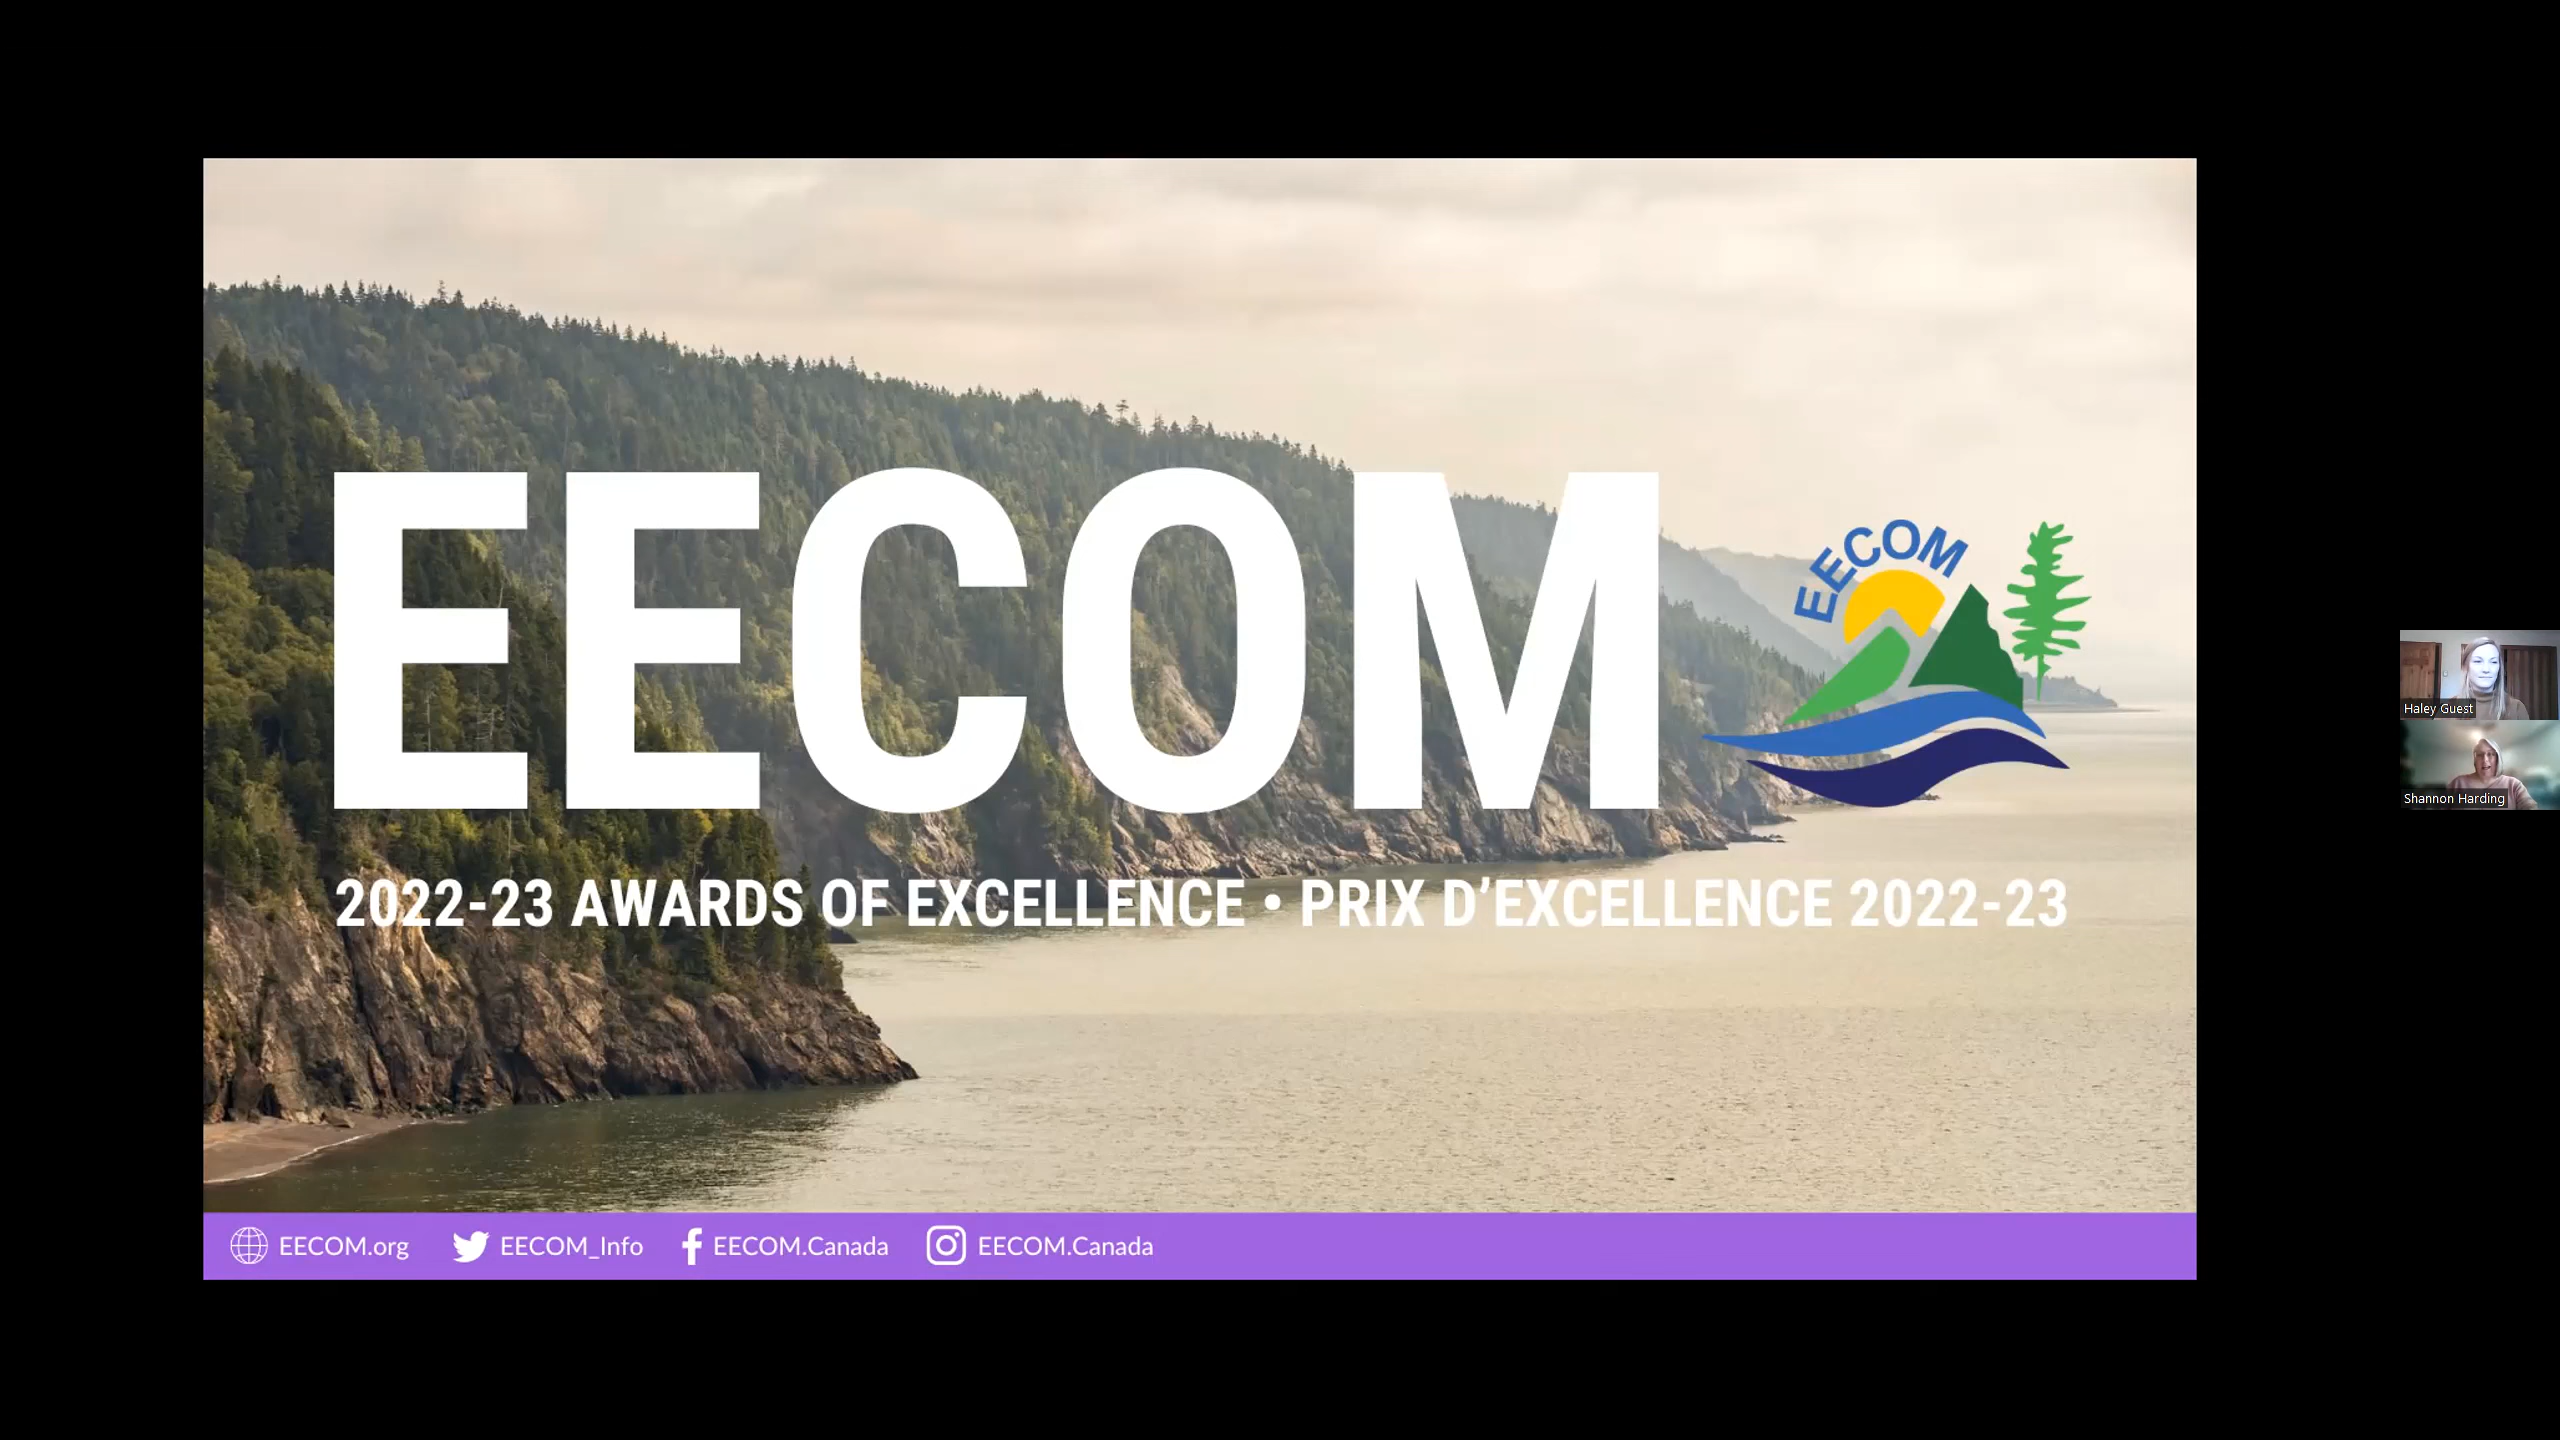 EECOM
EECOM
2022-23 AWARDS OF EXCELLENCE • PRIX D’EXCELLENCE 2022-23
EECOM.org EECOM_Info EECOM.Canada EECOM.Canada
Haley Guest
Shannon Harding